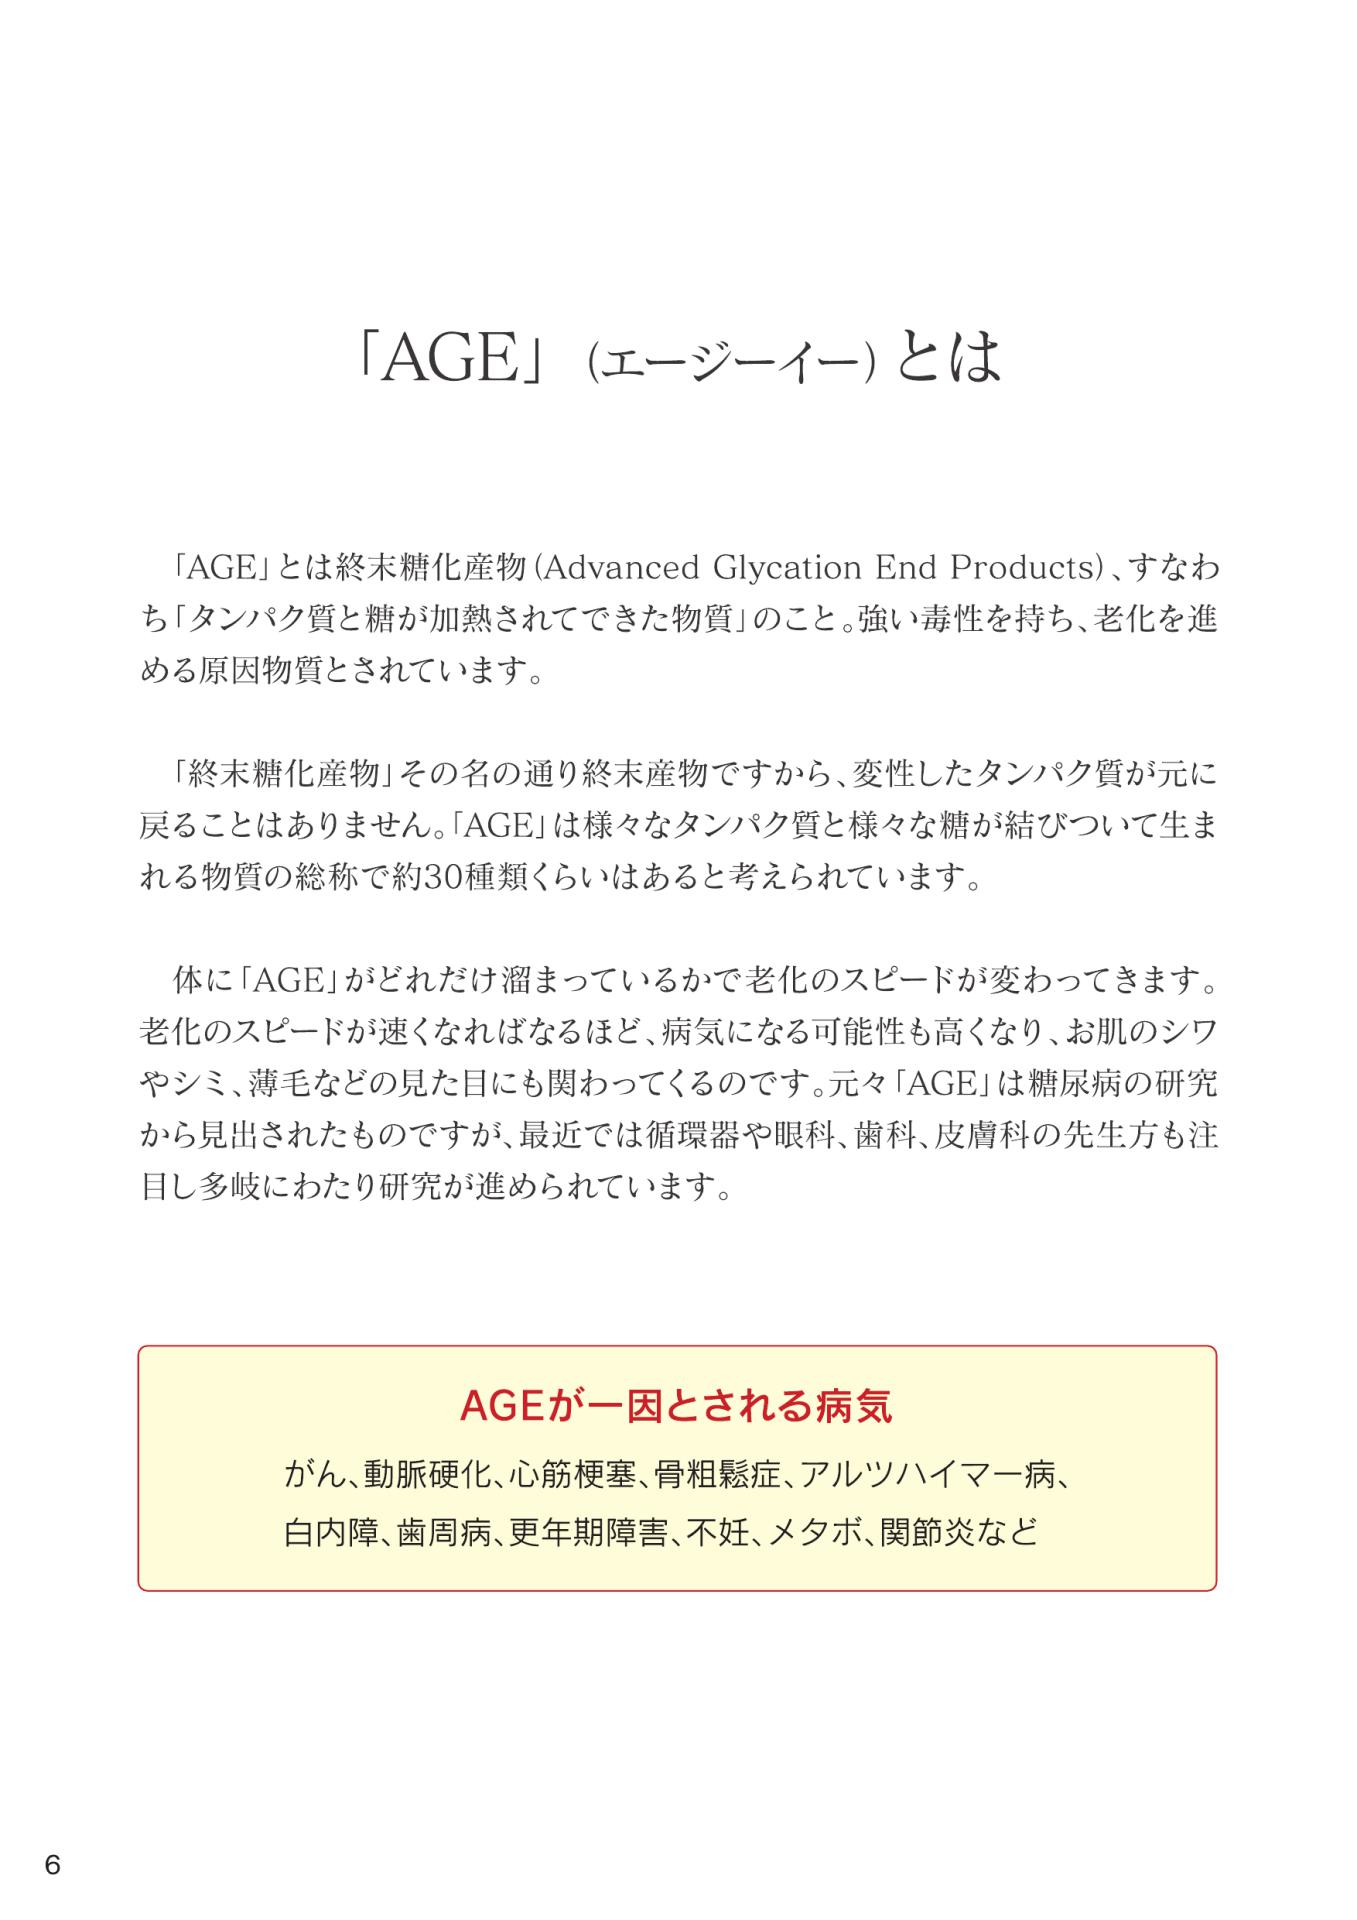 「AGE」（エージーイー）とは
「AGE」とは終末糖化産物（Advanced Glycation End Products）、すなわ
ち「タンパク質と糖が加熱されてできた物質」のこと。強い毒性を持ち、老化を進
める原因物質とされています。
「終末糖化産物」その名の通り終末産物ですから、変性したタンパク質が元に
戻ることはありません。「AGE」は様々なタンパク質と様々な糖が結びついて生ま
れる物質の総称で約30種類くらいはあると考えられています。
体に「AGE」がどれだけ溜まっているかで老化のスピードが変わってきます。
老化のスピードが速くなればなるほど、病気になる可能性も高くなり、お肌のシワ
やシミ、薄毛などの見た目にも関わってくるのです。元々「AGE」は糖尿病の研究
から見出されたものですが、最近では循環器や眼科、歯科、皮膚科の先生方も注
目し多岐にわたり研究が進められています。
AGEが一因とされる病気
がん、動脈硬化、心筋梗塞、骨粗鬆症、アルツハイマー病、
白内障、歯周病、更年期障害、不妊、メタボ、関節炎など
6